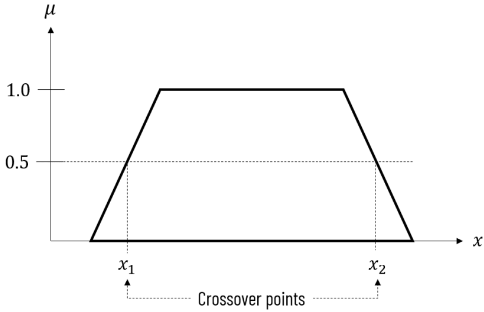 μ
1.0
0.5
x
x₁ x₂
Crossover points